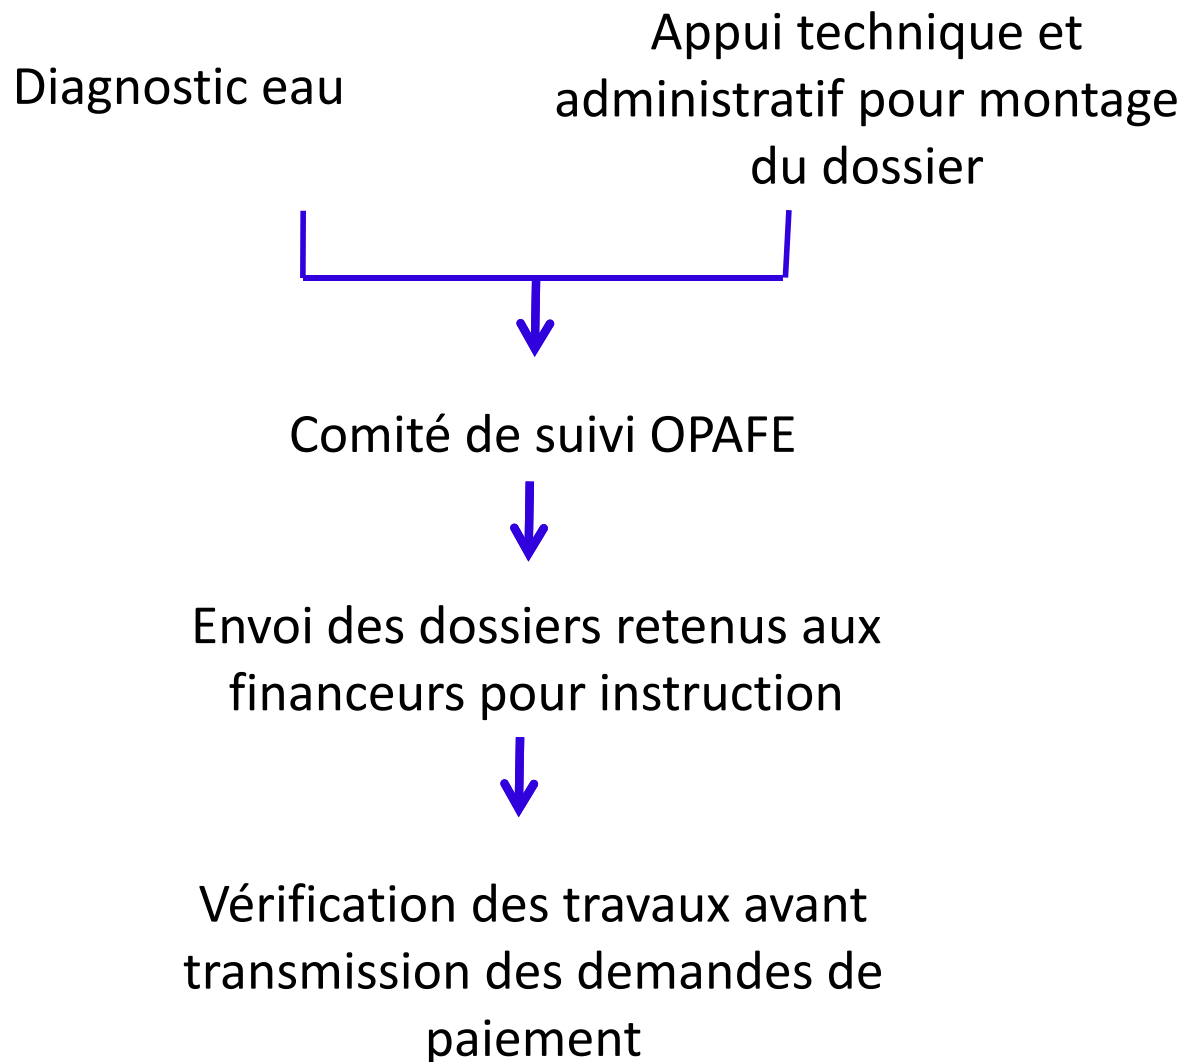 Diagnostic eau
Appui technique et
administratif pour montage
du dossier
Comité de suivi OPAFE
Envoi des dossiers retenus aux
financeurs pour instruction
Vérification des travaux avant
transmission des demandes de
paiement